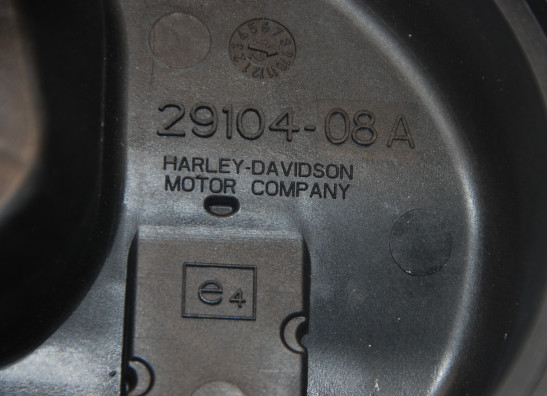 29104-08 A
HARLEY-DAVIDSON
MOTOR COMPANY
e4